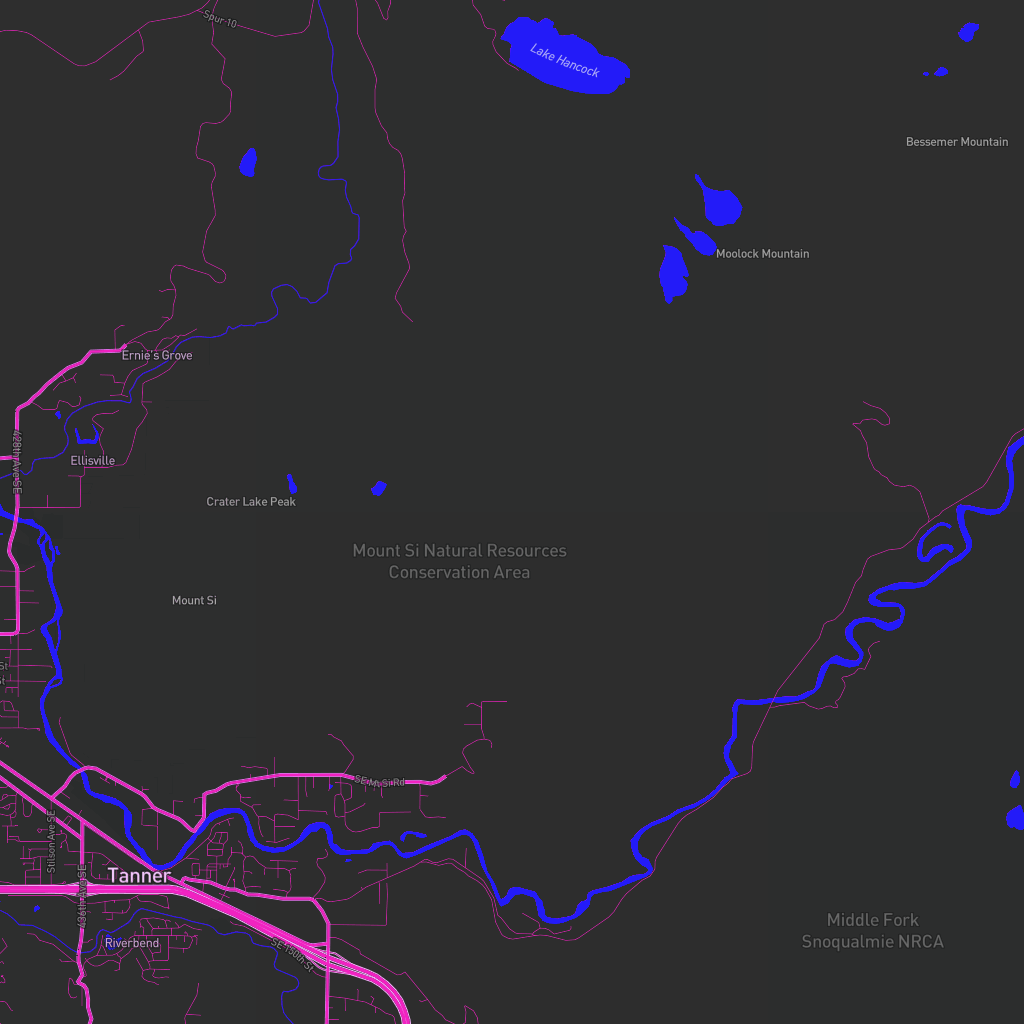 Spur 10
Lake Hancock
Bessemer Mountain
Moolock Mountain
Ernie's Grove
428th Ave SE
Ellisville
Crater Lake Peak
Mount Si Natural Resources
Conservation Area
Mount Si
St
SE Mt Si Rd
Stilson Ave SE
Tanner
436th Ave SE
Riverbend
SE 150th St
Middle Fork
Snoqualmie NRCA